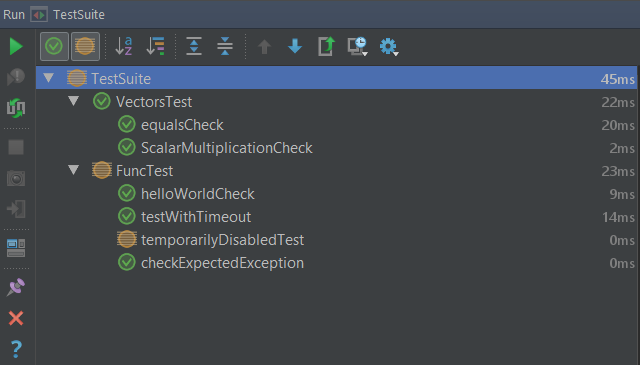 Run TestSuite
TestSuite 45ms
VectorsTest 22ms
equalsCheck 20ms
ScalarMultiplicationCheck 2ms
FuncTest 23ms
helloWorldCheck 9ms
testWithTimeout 14ms
temporarilyDisabledTest 0ms
checkExpectedException 0ms